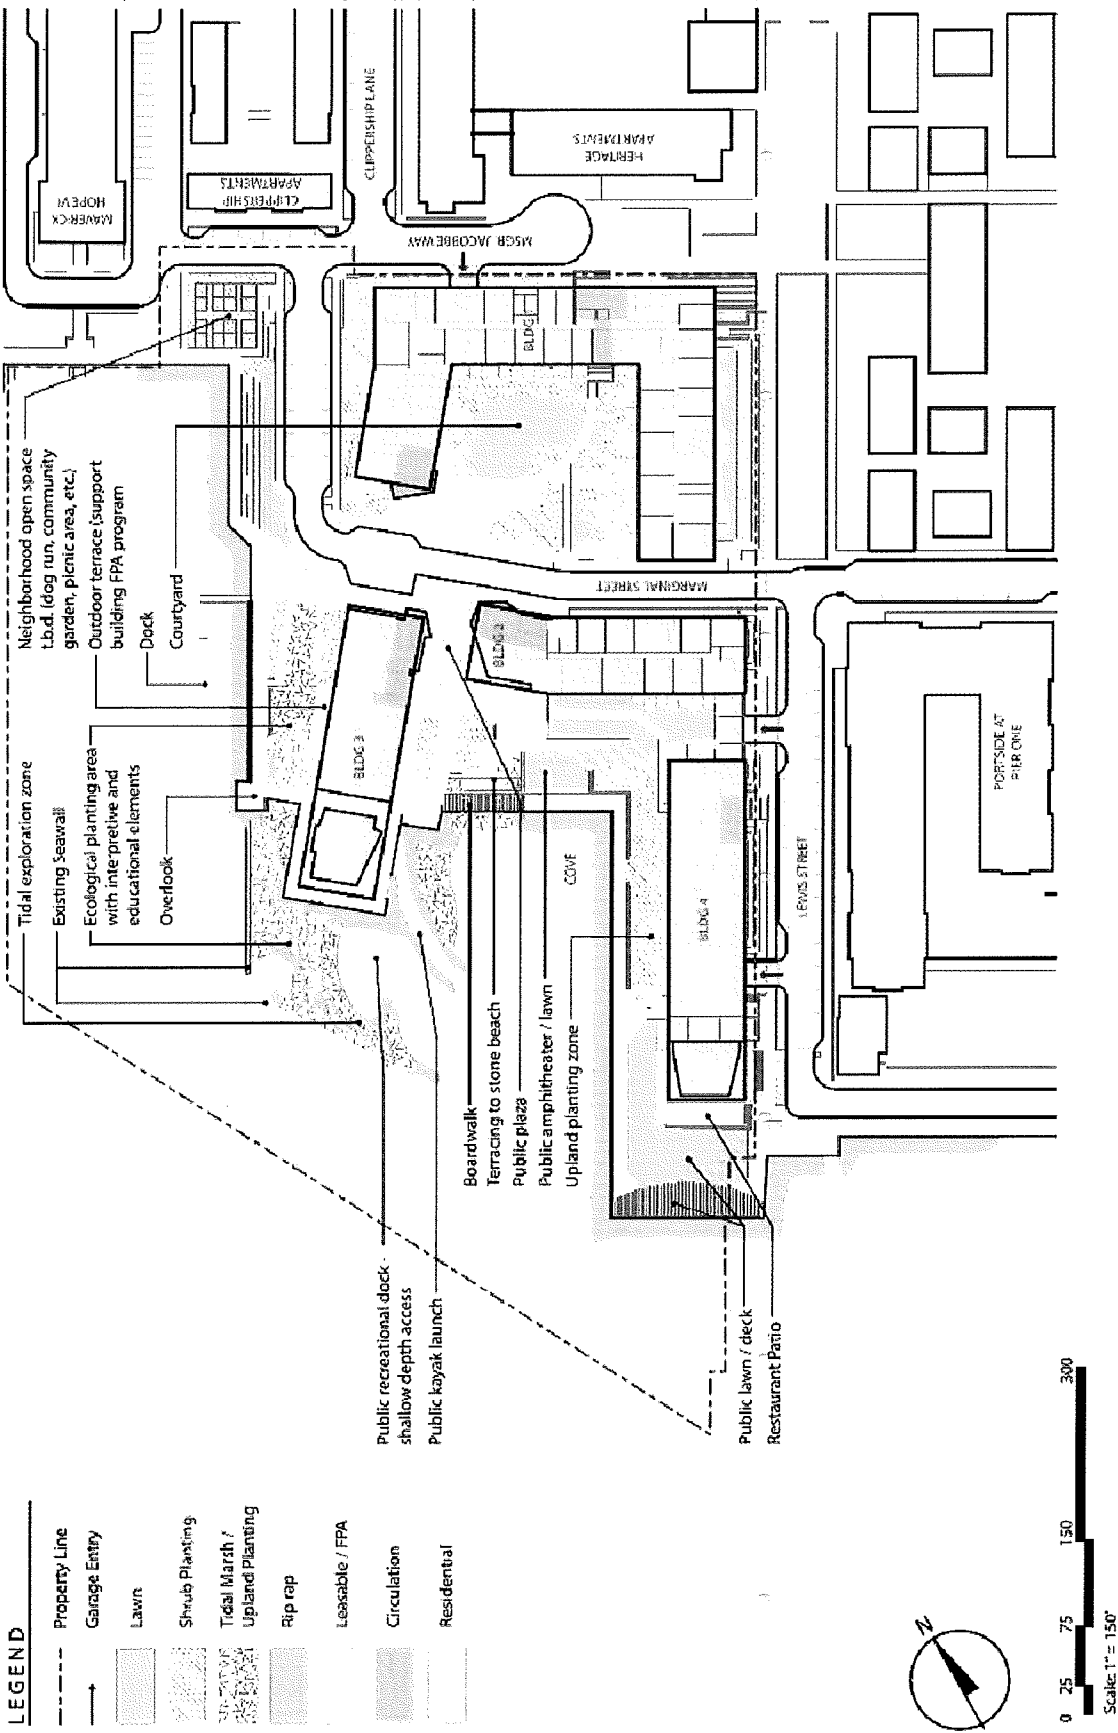 Tidal exploration zone
Existing Seawall
Ecological planting area
with interpretive and
educational elements
Overlook
Neighborhood open space
t.b.d. (dog run, community
garden, picnic area, etc.)
Outdoor terrace (support
building FPA program
Dock
Courtyard
MAVERICK
HOPE VI
CLIPPERSHIP
APARTMENTS
CLIPPERSHIP LANE
HERITAGE
APARTMENTS
MSGR JACOBBE WAY
BLDG
BLDG 3
BLDG 2
MARGINAL STREET
COVE
BLDG 4
LEWIS STREET
PORTSIDE AT
PIER ONE
Boardwalk
Terracing to stone beach
Public plaza
Public amphitheater / lawn
Upland planting zone
Public recreational dock -
shallow depth access
Public kayak launch
Public lawn / deck
Restaurant Patio
LEGEND
Property Line
Garage Entry
Lawn
Shrub Planting
Tidal Marsh /
Upland Planting
Rip rap
Leasable / FPA
Circulation
Residential
N
0 25 75 150 300
Scale: 1" = 150'